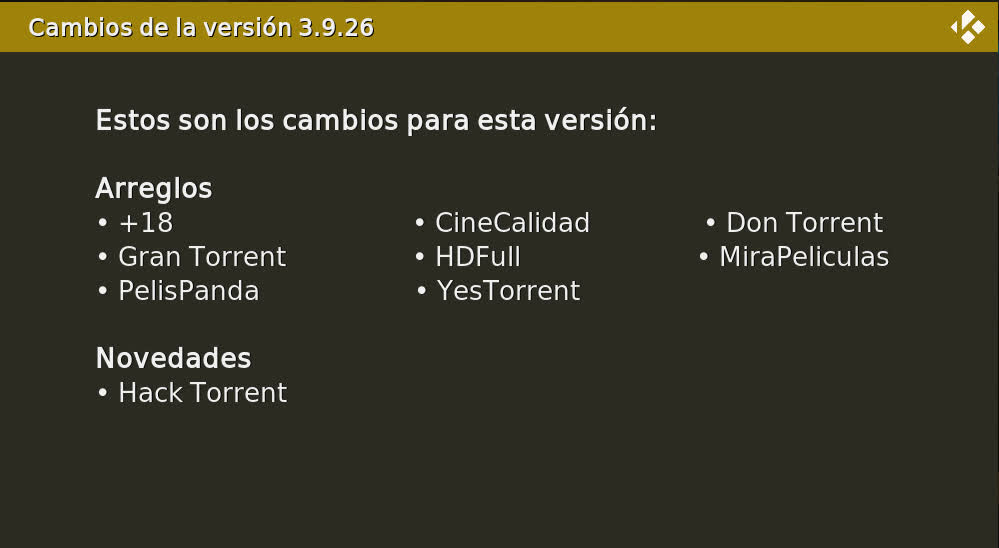 Cambios de la versión 3.9.26
Estos son los cambios para esta versión:
Arreglos
• +18 • CineCalidad • Don Torrent
• Gran Torrent • HDFull • MiraPeliculas
• PelisPanda • YesTorrent
Novedades
• Hack Torrent